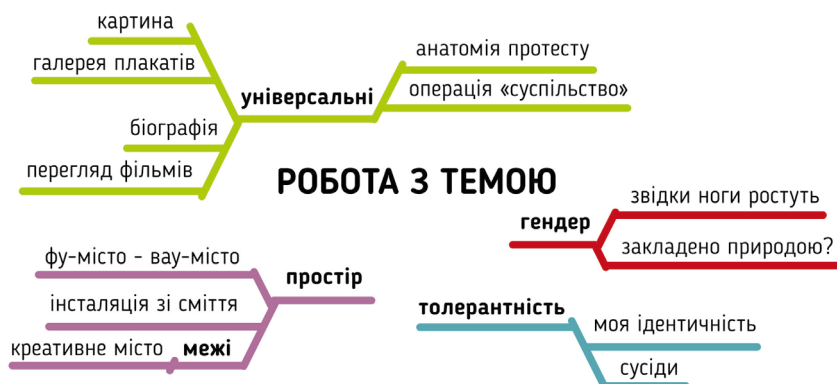 картина
галерея плакатів
біографія
перегляд фільмів
універсальні
анатомія протесту
операція «суспільство»
РОБОТА З ТЕМОЮ
гендер
звідки ноги ростуть
закладено природою?
фу-місто - вау-місто
інсталяція зі сміття
креативне місто
межі
простір
толерантність
моя ідентичність
сусіди